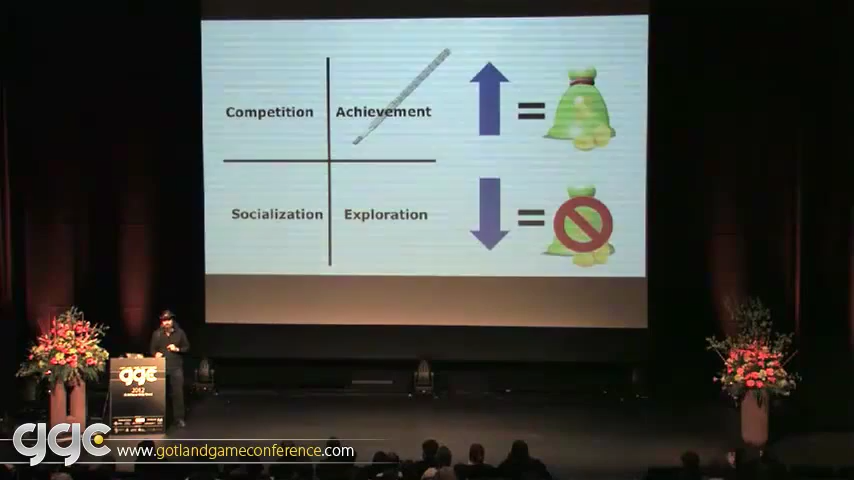 Competition
Achievement
=
Socialization
Exploration
=
ggc
2012
ggc www.gotlandgameconference.com